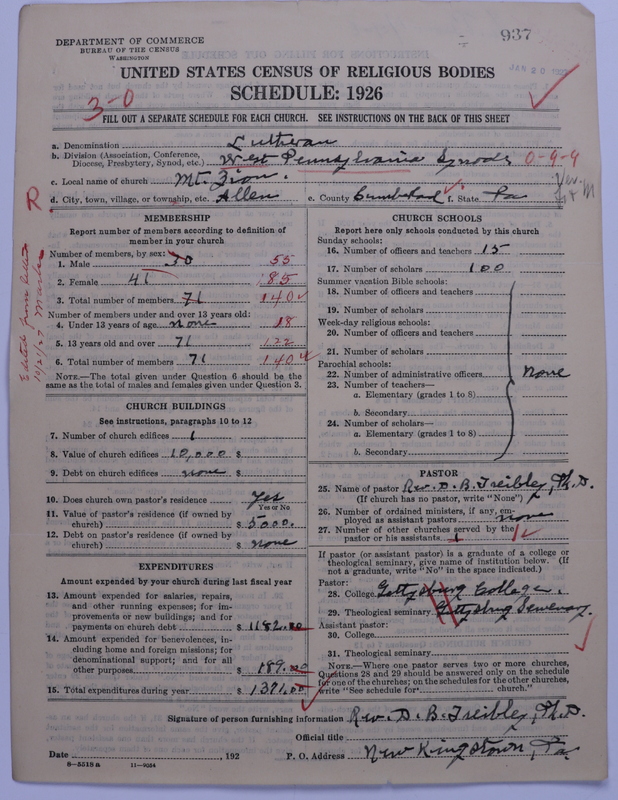 937
DEPARTMENT OF COMMERCE
BUREAU OF THE CENSUS
WASHINGTON
JAN 20
UNITED STATES CENSUS OF RELIGIOUS BODIES
SCHEDULE: 1926
3-0
FILL OUT A SEPARATE SCHEDULE FOR EACH CHURCH. SEE INSTRUCTIONS ON THE BACK OF THIS SHEET
a. Denomination Lutheran
b. Division (Association, Conference, Diocese, Presbytery, Synod, etc.) West Pennsylvania Synod 0-9-9
c. Local name of church Mt. Zion.
R
d. City, town, village, or township, etc. Allen e. County Cumberland f. State Pa
Edited from letter
10/21/27 Marks
MEMBERSHIP
Report number of members according to definition of
member in your church
Number of members, by sex:
1. Male 30 55
2. Female 41 85
3. Total number of members 71 140
Number of members under and over 13 years old:
4. Under 13 years of age none 18
5. 13 years old and over 71 122
6. Total number of members 71 140
NOTE.—The total given under Question 6 should be the
same as the total of males and females given under Question 3.
CHURCH BUILDINGS
See instructions, paragraphs 10 to 12
7. Number of church edifices 1
8. Value of church edifices 10,000 $
9. Debt on church edifices none $
10. Does church own pastor's residence Yes
Yes or No
11. Value of pastor's residence (if owned by
church) $ 5000.
12. Debt on pastor's residence (if owned by
church) $ none
EXPENDITURES
Amount expended by your church during last fiscal year
13. Amount expended for salaries, repairs,
and other running expenses; for im-
provements or new buildings; and for
payments on church debt $ 1182.00
14. Amount expended for benevolences, in-
cluding home and foreign missions; for
denominational support; and for all
other purposes $ 189.00
15. Total expenditures during year $ 1371.00
CHURCH SCHOOLS
Report here only schools conducted by this church
Sunday schools:
16. Number of officers and teachers 15
17. Number of scholars 100
Summer vacation Bible schools:
18. Number of officers and teachers
19. Number of scholars
Week-day religious schools:
20. Number of officers and teachers
21. Number of scholars
Parochial schools:
22. Number of administrative officers none
23. Number of teachers—
a. Elementary (grades 1 to 8)
b. Secondary
24. Number of scholars—
a. Elementary (grades 1 to 8)
b. Secondary
PASTOR
25. Name of pastor Rev. D. B. Treibley, Th.D.
(If church has no pastor, write "None")
26. Number of ordained ministers, if any, em-
ployed as assistant pastors none
27. Number of other churches served by the
pastor or his assistants 1
If pastor (or assistant pastor) is a graduate of a college or
theological seminary, give name of institution below. (If
not a graduate, write "No" in the space indicated.)
Pastor:
28. College Gettysburg College.
29. Theological seminary Gettysburg Seminary.
Assistant pastor:
30. College
31. Theological seminary
NOTE.—Where one pastor serves two or more churches,
Questions 28 and 29 should be answered only on the schedule
for one of the churches; on the schedules for the other churches,
write "See schedule for church."
Signature of person furnishing information Rev. D. B. Treibley, Th.D.
Official title
Date , 192 P. O. Address New Kingstown, Pa
8-5518a 11-9054